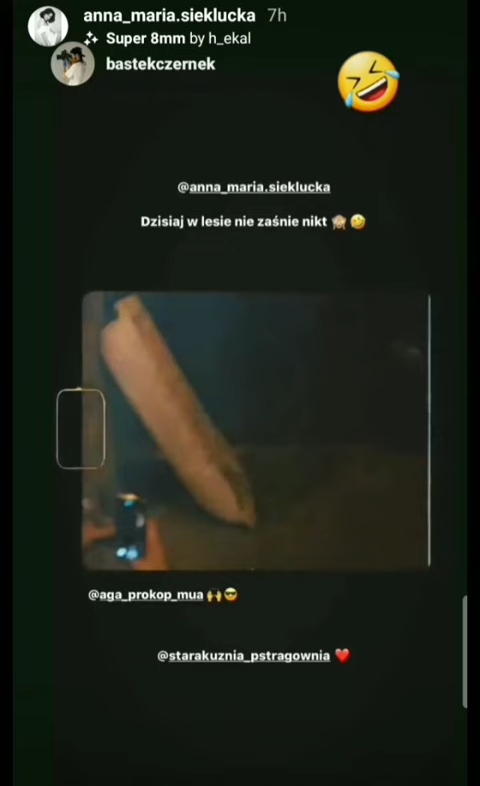 anna_maria.sieklucka 7h
Super 8mm by h_ekal
bastekczernek
@anna_maria.sieklucka
Dzisiaj w lesie nie zaśnie nikt 🙈🤣
@aga_prokop_mua 🙌😎
@starakuznia_pstragownia ❤️